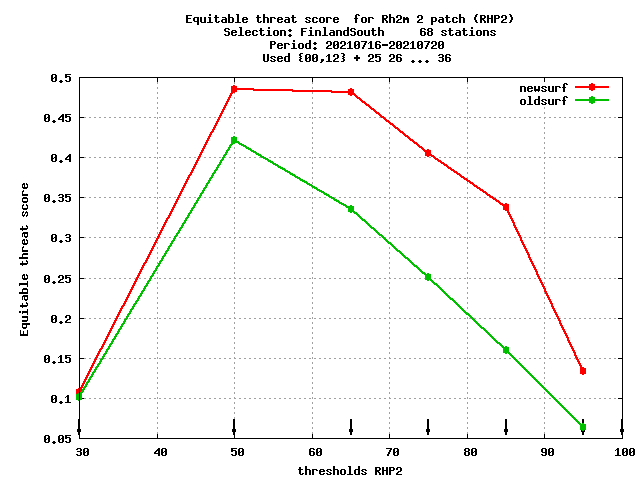 Equitable threat score  for Rh2m 2 patch (RHP2)
Selection: FinlandSouth     68 stations
Period: 20210716-20210720
Used {00,12} + 25 26 ... 36
newsurf
oldsurf
Equitable threat score
0.5
0.45
0.4
0.35
0.3
0.25
0.2
0.15
0.1
0.05
30 40 50 60 70 80 90 100
thresholds RHP2